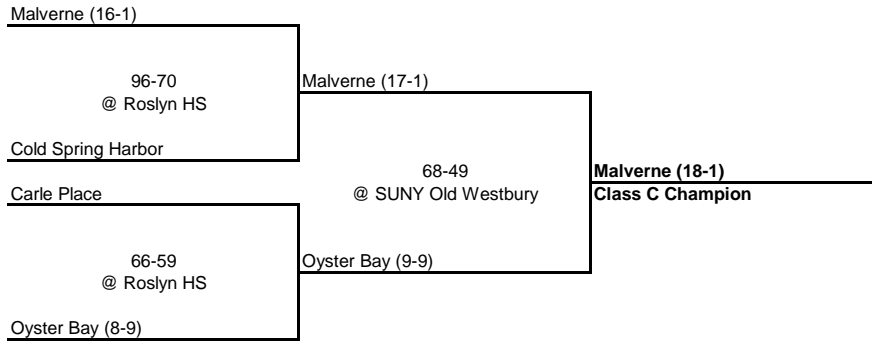 Malverne (16-1)
96-70
@ Roslyn HS
Malverne (17-1)
Cold Spring Harbor
68-49
@ SUNY Old Westbury
Malverne (18-1)
Class C Champion
Carle Place
66-59
@ Roslyn HS
Oyster Bay (9-9)
Oyster Bay (8-9)